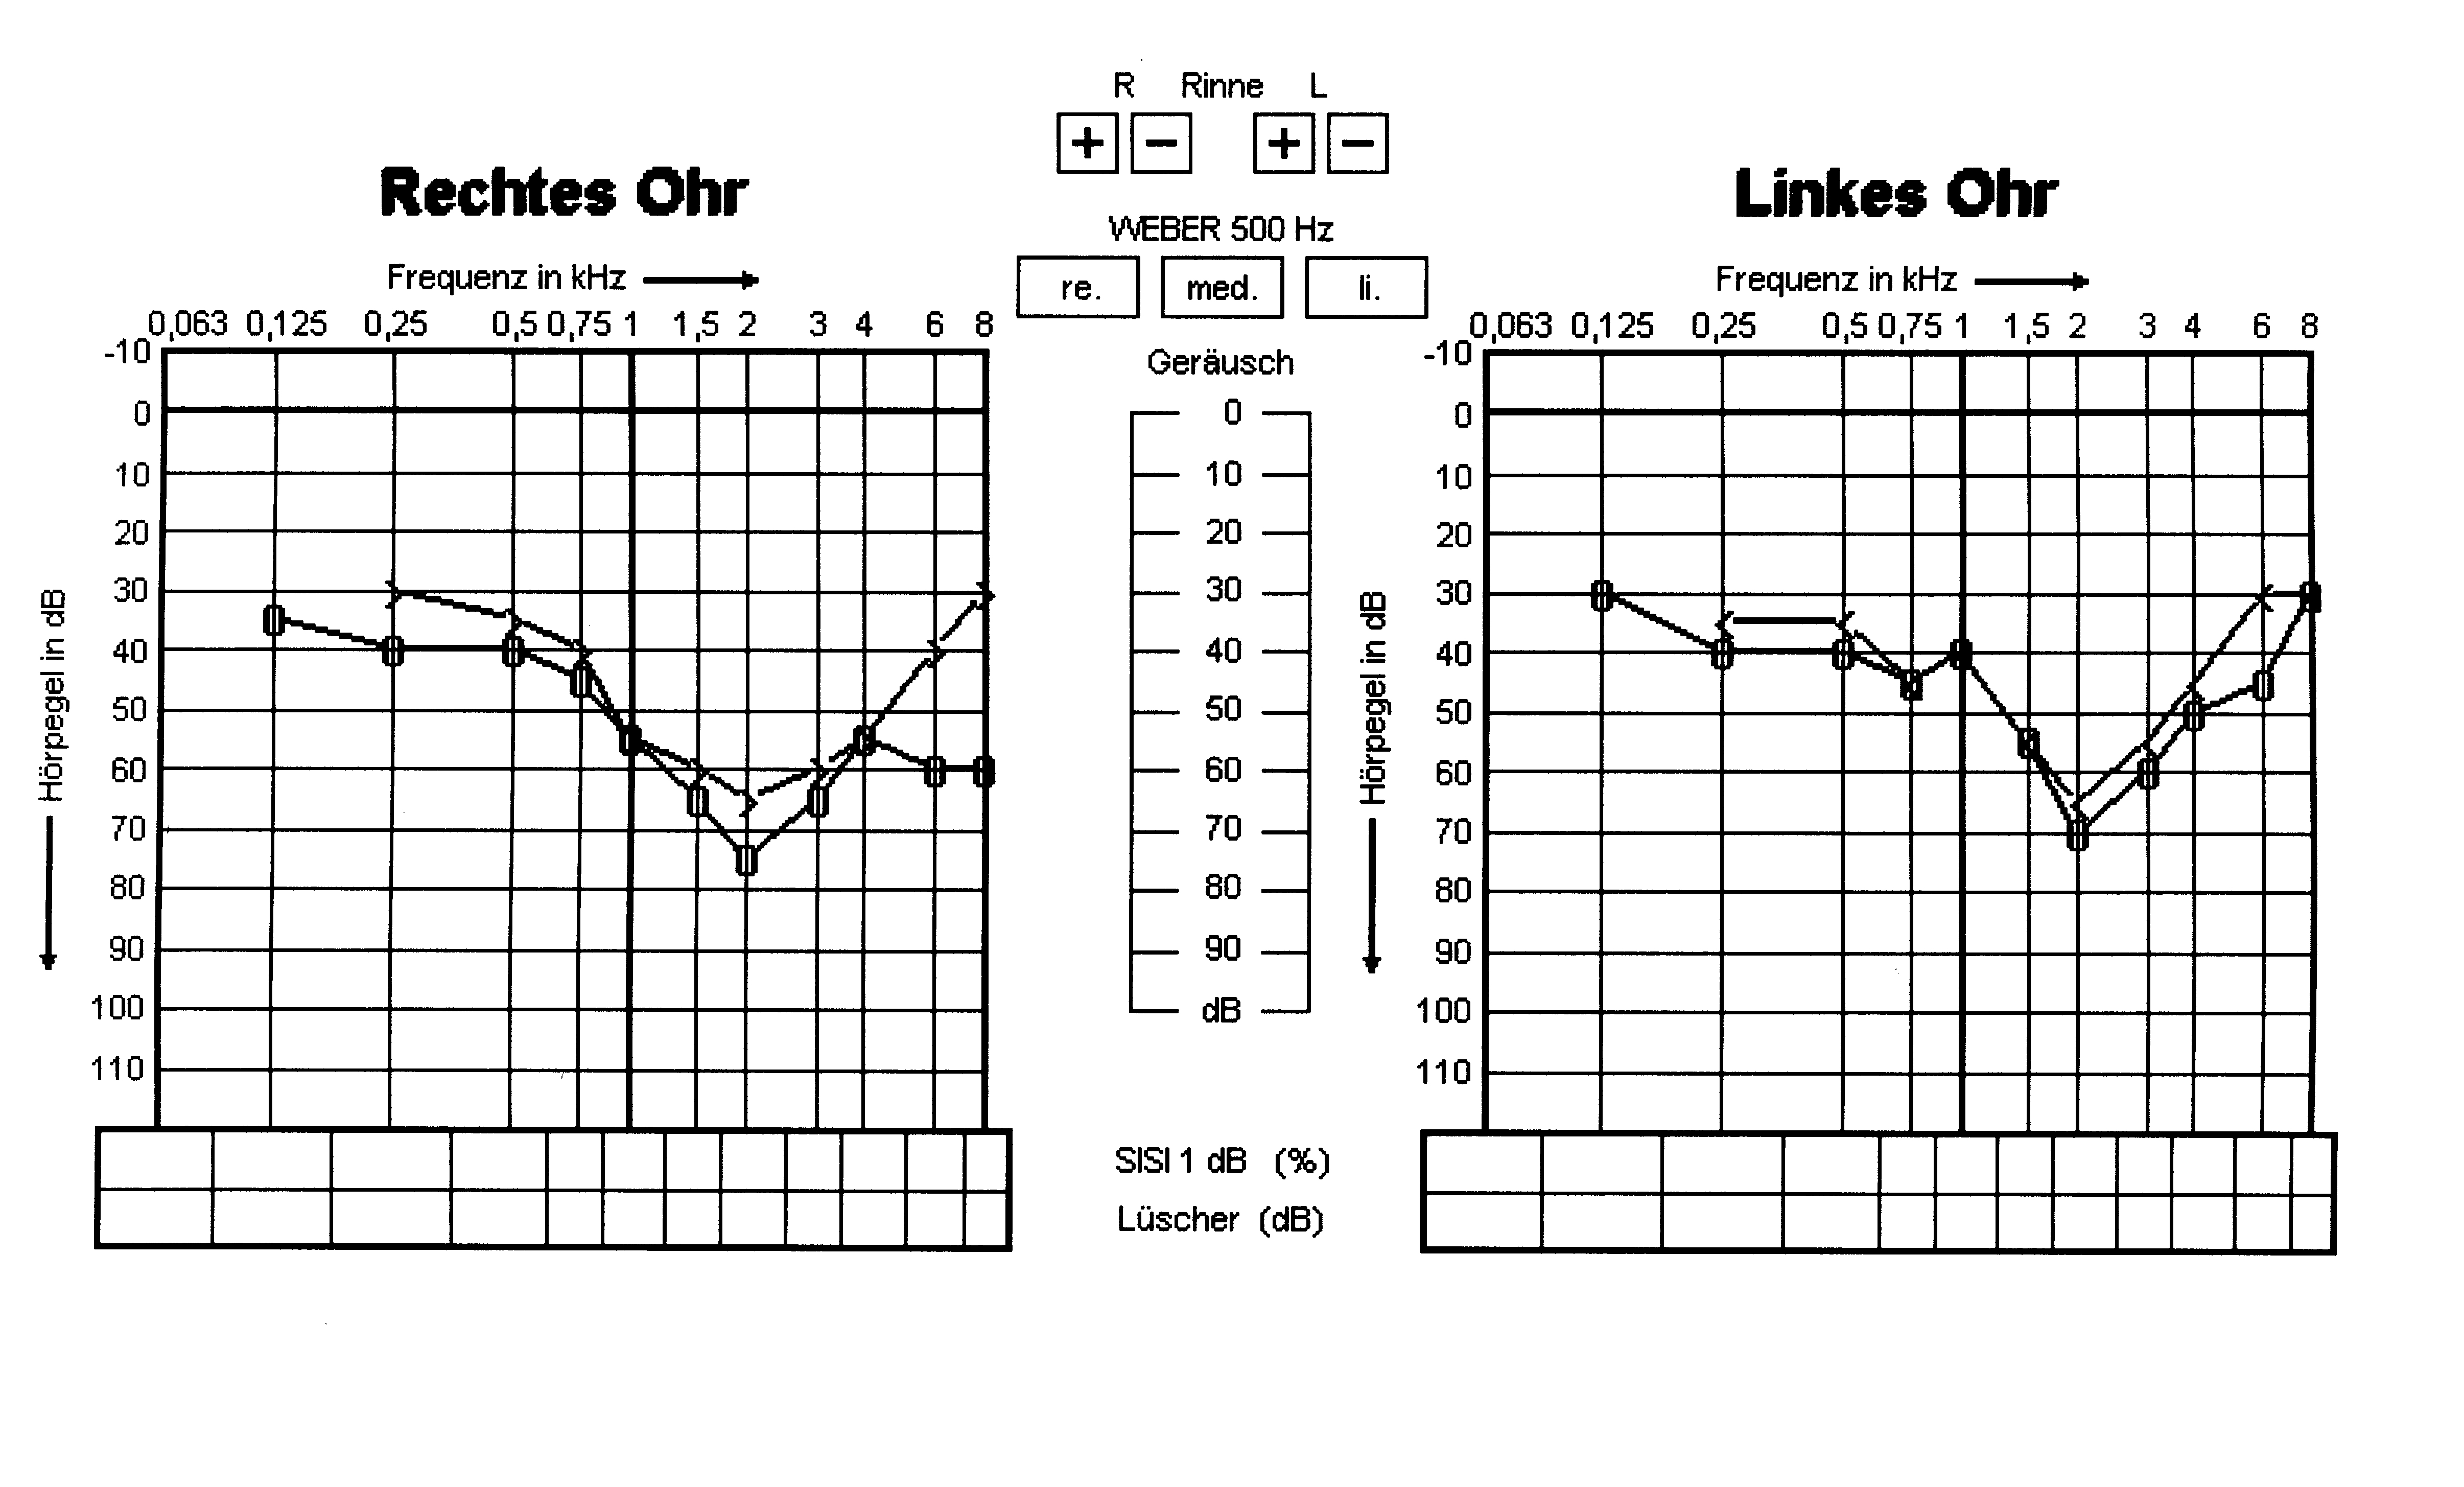 R Rinne L
+ − + −
Rechtes Ohr
Linkes Ohr
WEBER 500 Hz
re. med. li.
Frequenz in kHz
0,063 0,125 0,25 0,5 0,75 1 1,5 2 3 4 6 8
-10
0
10
20
30
40
50
60
70
80
90
100
110
Hörpegel in dB
Geräusch
0
10
20
30
40
50
60
70
80
90
dB
SISI 1 dB (%)
Lüscher (dB)
Frequenz in kHz
0,063 0,125 0,25 0,5 0,75 1 1,5 2 3 4 6 8
-10
0
10
20
30
40
50
60
70
80
90
100
110
Hörpegel in dB